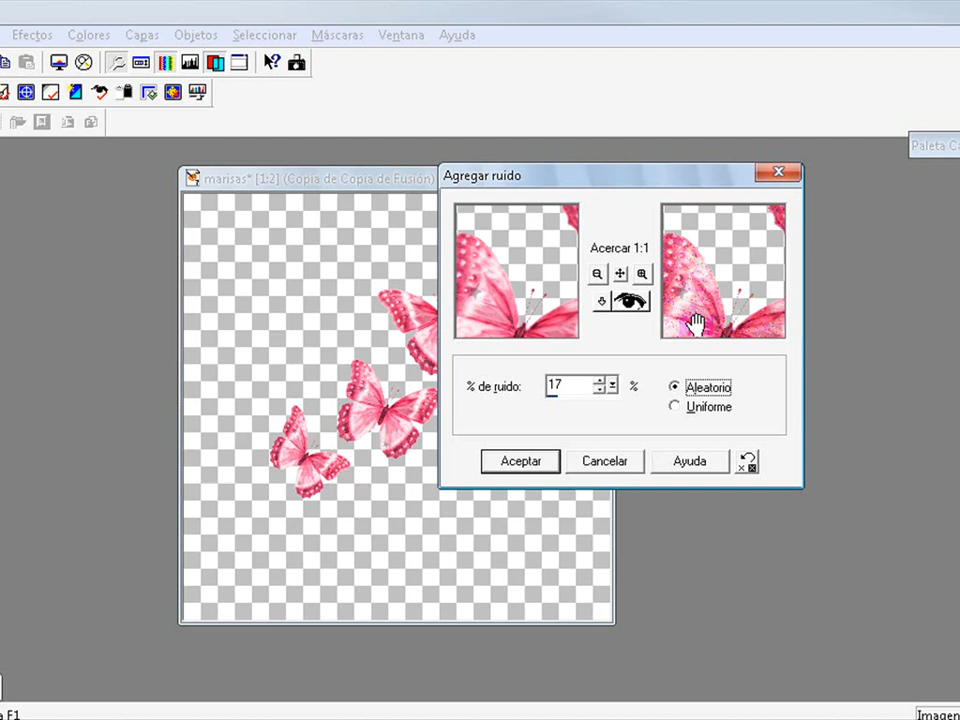 Efectos Colores Capas Objetos Seleccionar Máscaras Ventana Ayuda
Paleta
marisas* [1:2] (Copia de Copia de Fusión)
Agregar ruido
Acercar 1:1
% de ruido: 17 %
Aleatorio
Uniforme
Aceptar Cancelar Ayuda
a F1
Imagen